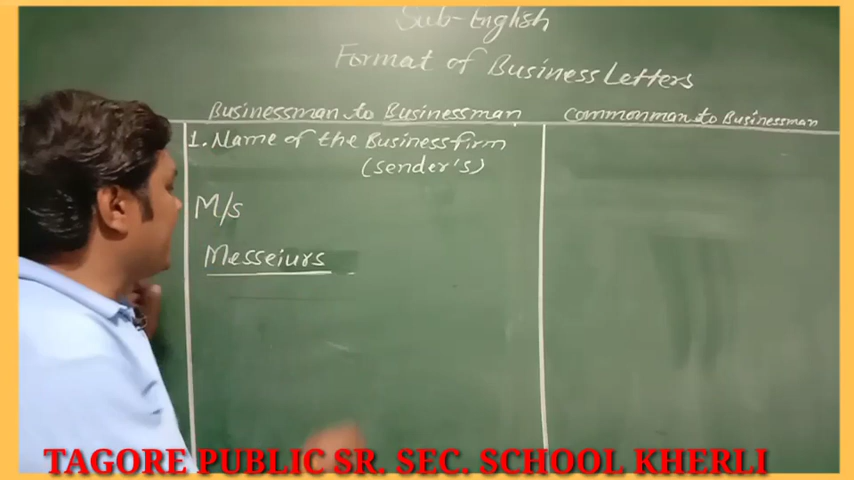 Sub-English
Format of Business Letters
Businessman to Businessman
Commonman to Businessman
1. Name of the Business firm
(sender's)
M/s
Messeiurs
TAGORE PUBLIC SR. SEC. SCHOOL KHERLI